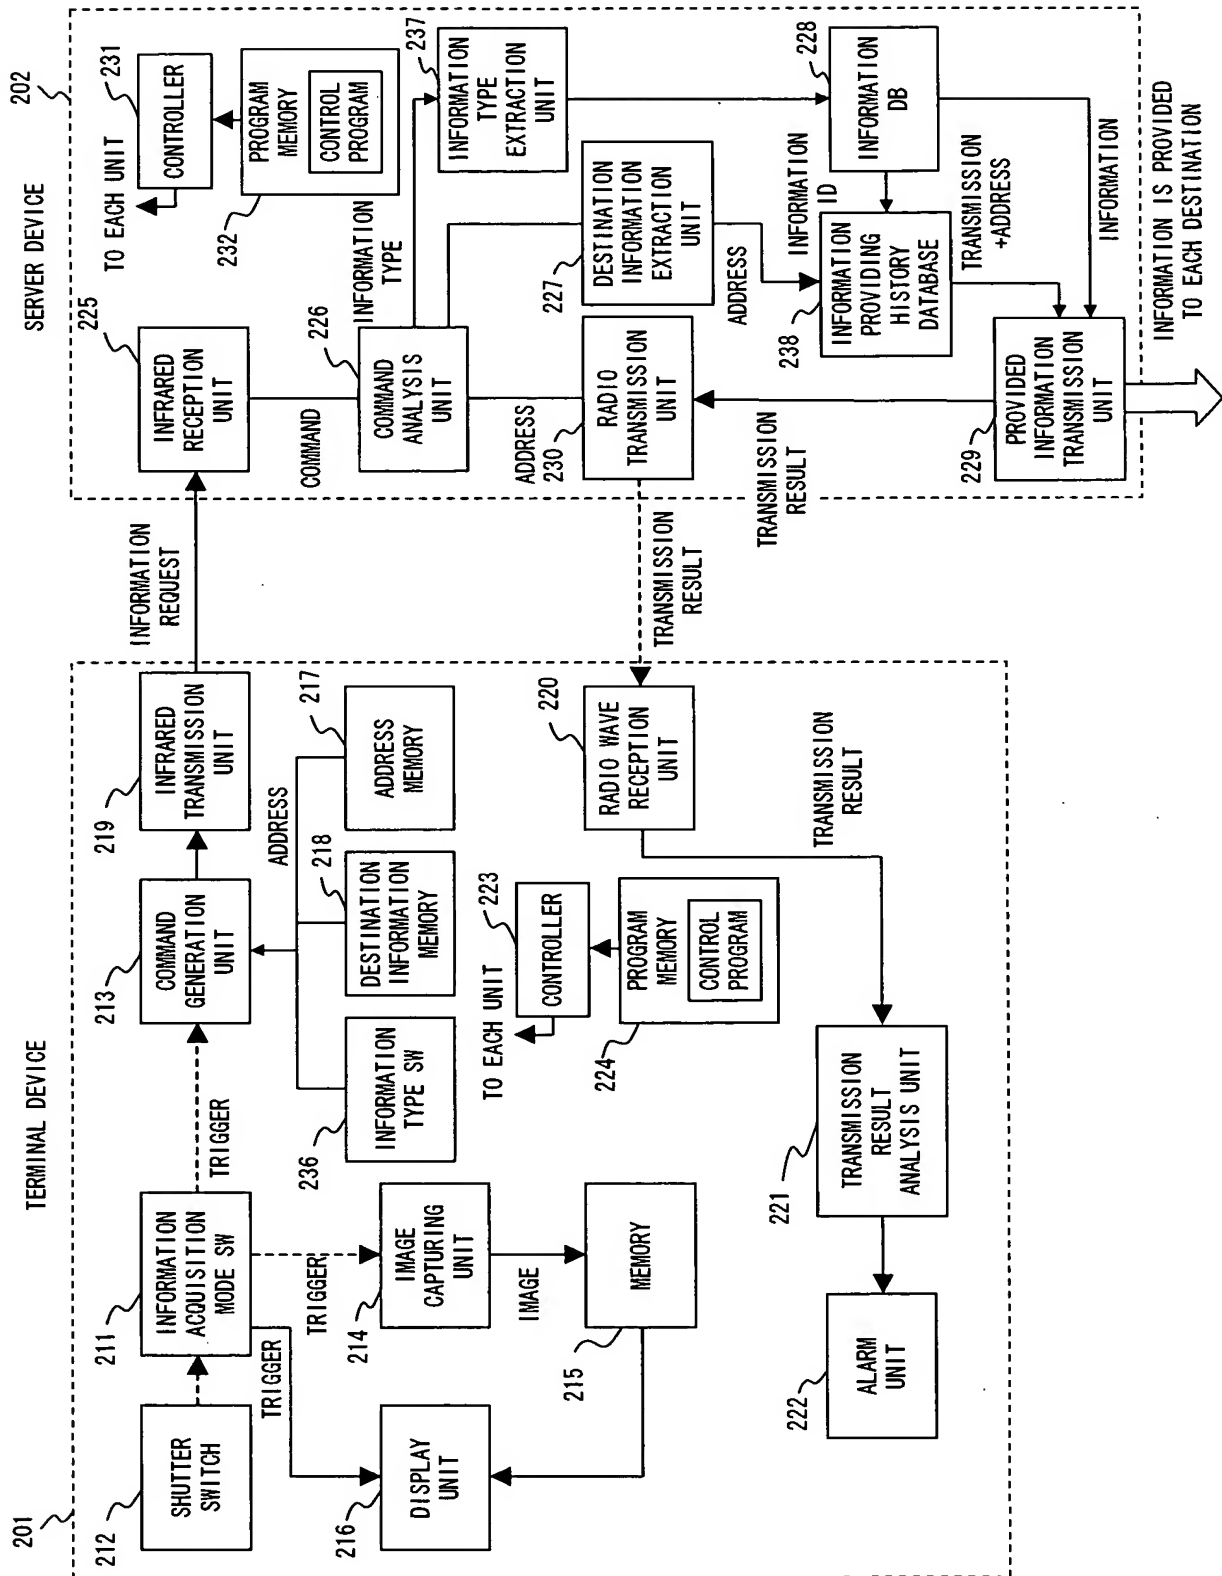 TERMINAL DEVICE
201
212
SHUTTER
SWITCH
211
INFORMATION
ACQUISITION
MODE SW
TRIGGER
TRIGGER
TRIGGER
213
COMMAND
GENERATION
UNIT
219
INFRARED
TRANSMISSION
UNIT
INFORMATION
REQUEST
216
DISPLAY
UNIT
214
IMAGE
CAPTURING
UNIT
IMAGE
215
MEMORY
236
INFORMATION
TYPE SW
218
DESTINATION
INFORMATION
MEMORY
217
ADDRESS
MEMORY
ADDRESS
TO EACH UNIT
223
CONTROLLER
224
PROGRAM
MEMORY
CONTROL
PROGRAM
220
RADIO WAVE
RECEPTION
UNIT
TRANSMISSION
RESULT
TRANSMISSION
RESULT
221
TRANSMISSION
RESULT
ANALYSIS UNIT
222
ALARM
UNIT
SERVER DEVICE
202
225
INFRARED
RECEPTION
UNIT
COMMAND
TO EACH UNIT
231
CONTROLLER
232
PROGRAM
MEMORY
CONTROL
PROGRAM
226
COMMAND
ANALYSIS
UNIT
INFORMATION
TYPE
237
INFORMATION
TYPE
EXTRACTION
UNIT
ADDRESS
230
RADIO
TRANSMISSION
UNIT
227
DESTINATION
INFORMATION
EXTRACTION
UNIT
ADDRESS
INFORMATION
ID
228
INFORMATION
DB
238
INFORMATION
PROVIDING
HISTORY
DATABASE
TRANSMISSION
+ADDRESS
INFORMATION
TRANSMISSION
RESULT
229
PROVIDED
INFORMATION
TRANSMISSION
UNIT
INFORMATION IS PROVIDED
TO EACH DESTINATION